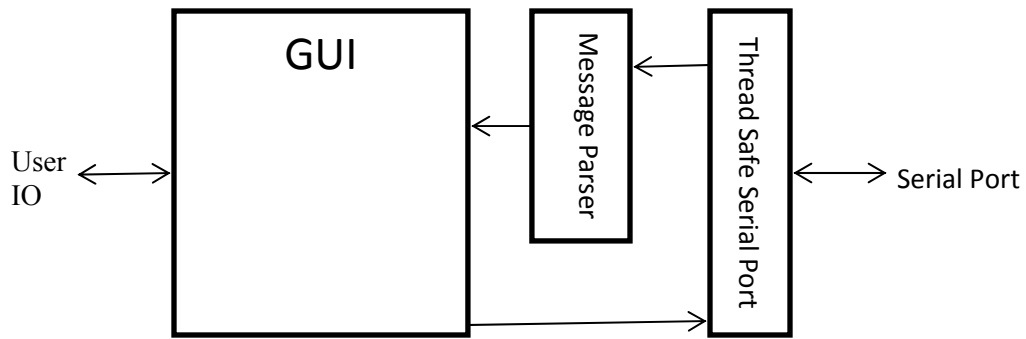 GUI
Message Parser
Thread Safe Serial Port
User
IO
Serial Port